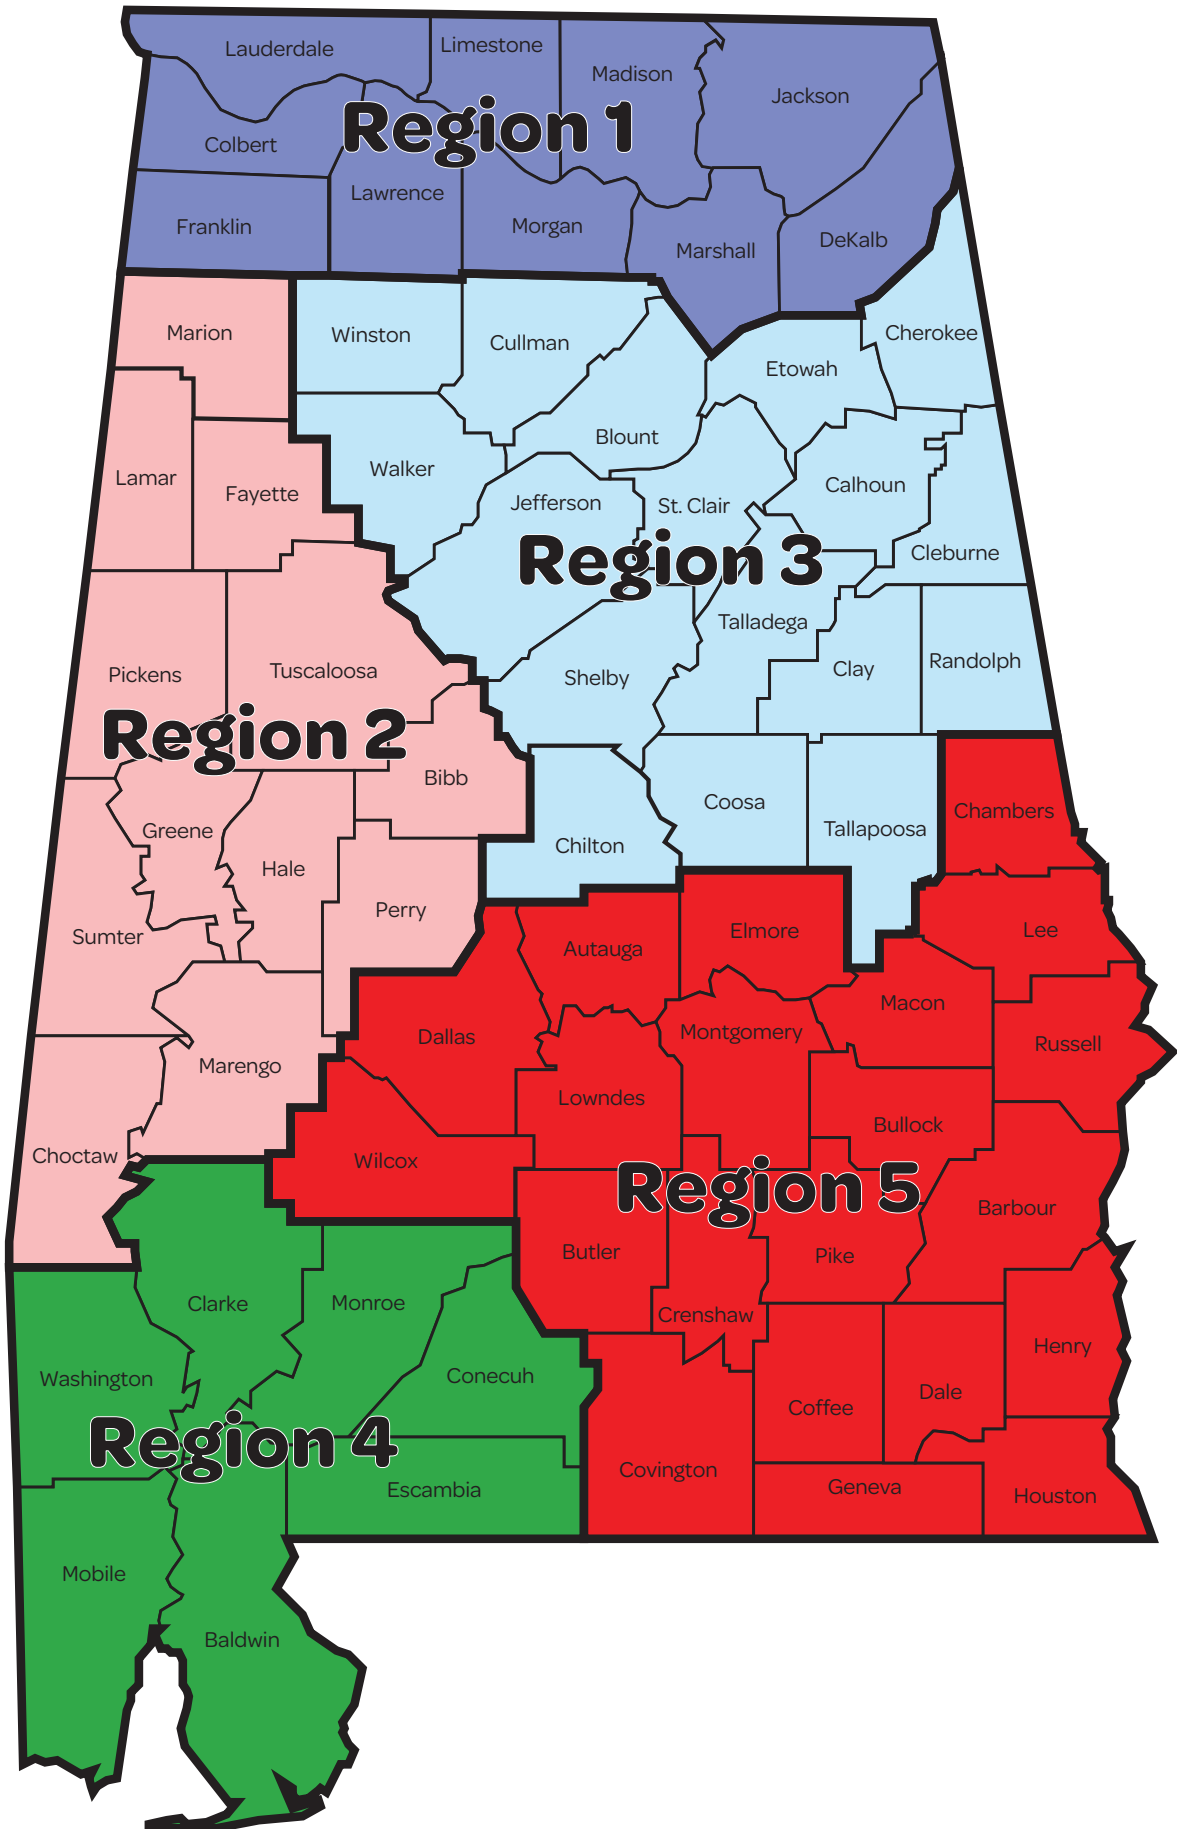 Lauderdale
Limestone
Madison
Jackson
Region 1
Colbert
Lawrence
Franklin
Morgan
Marshall
DeKalb
Marion
Winston
Cullman
Cherokee
Etowah
Blount
Walker
Lamar
Fayette
Jefferson
St. Clair
Calhoun
Region 3
Cleburne
Talladega
Clay
Randolph
Pickens
Tuscaloosa
Shelby
Region 2
Bibb
Coosa
Chambers
Greene
Chilton
Tallapoosa
Hale
Perry
Sumter
Autauga
Elmore
Lee
Macon
Dallas
Montgomery
Russell
Marengo
Lowndes
Bullock
Choctaw
Wilcox
Region 5
Barbour
Butler
Pike
Clarke
Monroe
Crenshaw
Henry
Washington
Conecuh
Coffee
Dale
Region 4
Covington
Escambia
Geneva
Houston
Mobile
Baldwin